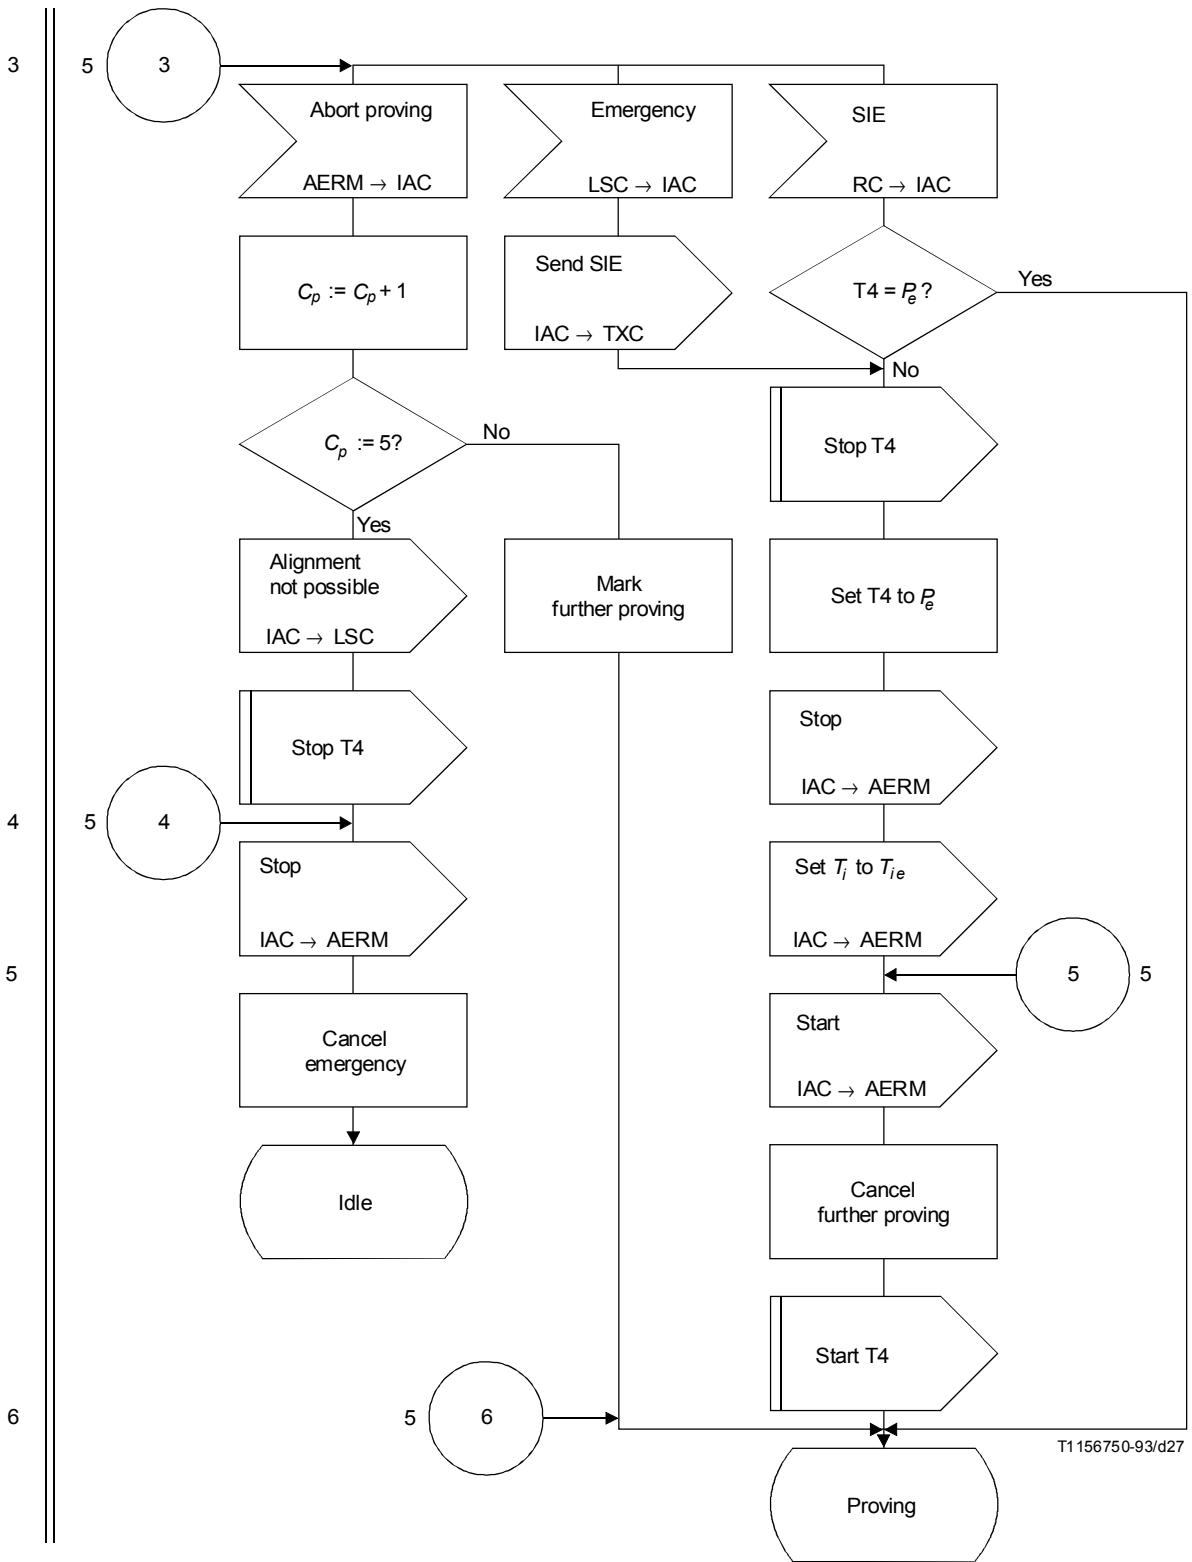 3
5
3
Abort proving
AERM → IAC
Emergency
LSC → IAC
SIE
RC → IAC
Cp := Cp + 1
Send SIE
IAC → TXC
T4 = Pe ?
Yes
No
Cp := 5?
No
Yes
Stop T4
Alignment
not possible
IAC → LSC
Mark
further proving
Set T4 to Pe
Stop T4
Stop
IAC → AERM
4
5
4
Stop
IAC → AERM
Set Ti to Tie
IAC → AERM
5
5
5
Cancel
emergency
Start
IAC → AERM
Idle
Cancel
further proving
Start T4
6
5
6
T1156750-93/d27
Proving